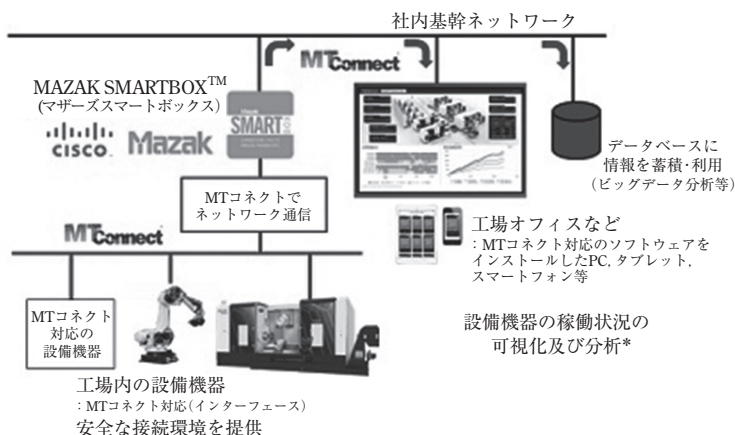 社内基幹ネットワーク
MTConnect
MAZAK SMARTBOX™
(マザーズスマートボックス)
CISCO
Mazak
SMART BOX
MTコネクトで
ネットワーク通信
データベースに
情報を蓄積・利用
(ビッグデータ分析等)
工場オフィスなど
:MTコネクト対応のソフトウェアを
インストールしたPC, タブレット,
スマートフォン等
MTConnect
MTコネクト
対応の
設備機器
設備機器の稼働状況の
可視化及び分析*
工場内の設備機器
:MTコネクト対応(インターフェース)
安全な接続環境を提供